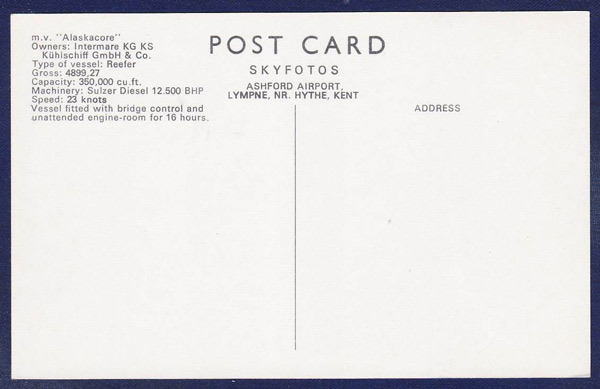 m.v. "Alaskacore"
Owners: Intermare KG KS
Kühlschiff GmbH & Co.
Type of vessel: Reefer
Gross: 4899,27
Capacity: 350,000 cu.ft.
Machinery: Sulzer Diesel 12.500 BHP
Speed: 23 knots
Vessel fitted with bridge control and
unattended engine-room for 16 hours.
POST CARD
SKYFOTOS
ASHFORD AIRPORT,
LYMPNE, NR. HYTHE, KENT
ADDRESS